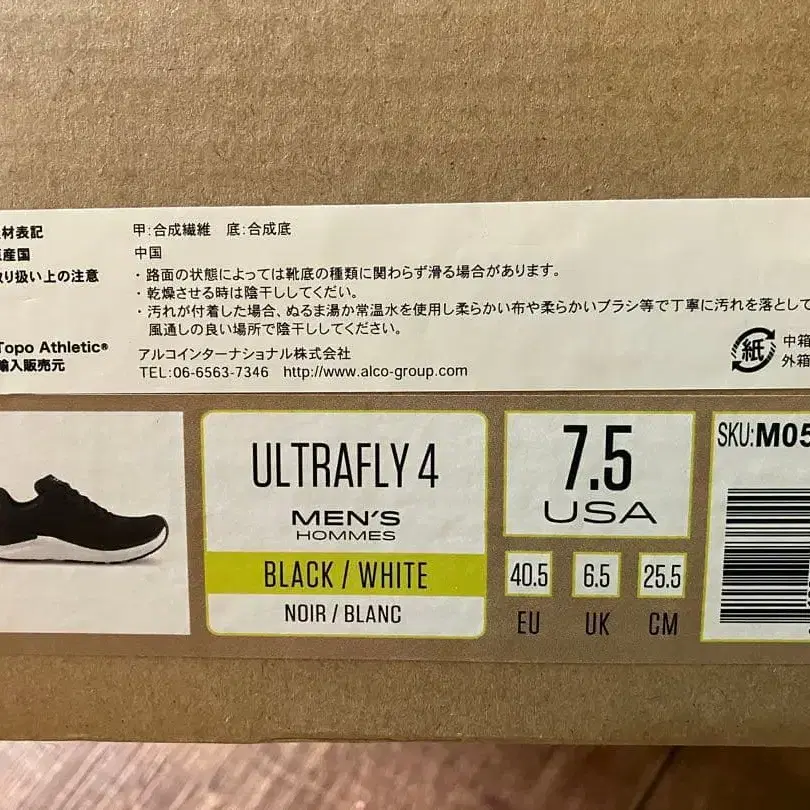 材表記 甲:合成繊維 底:合成底
産国 中国
取り扱い上の注意 ・路面の状態によっては靴底の種類に関わらず滑る場合があります。
・乾燥させる時は陰干ししてくだい。
・汚れが付着した場合、ぬるま湯か常温水を使用し柔らかい布や柔らかいブラシ等で丁寧に汚れを落として
風通しの良い場所で陰干ししてください。
Topo Athletic® アルコインターナショナル株式会社
輸入販売元 TEL:06-6563-7346 http://www.alco-group.com
紙 中箱
外箱
ULTRAFLY 4
MEN'S
HOMMES
BLACK / WHITE
NOIR / BLANC
7.5
USA
40.5 6.5 25.5
EU UK CM
SKU:M05